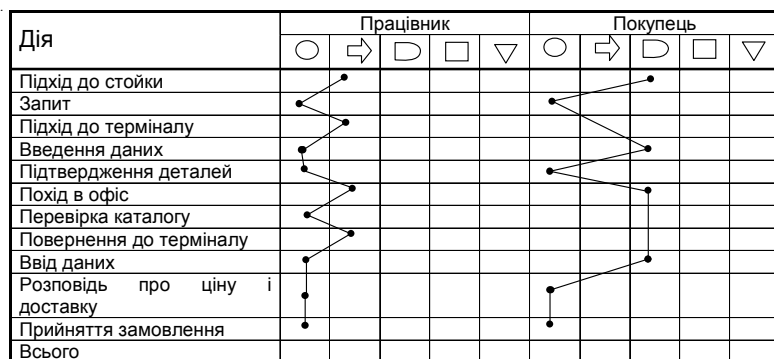 Дія
Працівник
Покупець
Підхід до стойки
Запит
Підхід до терміналу
Введення даних
Підтвердження деталей
Похід в офіс
Перевірка каталогу
Повернення до терміналу
Ввід даних
Розповідь про ціну і
доставку
Прийняття замовлення
Всього